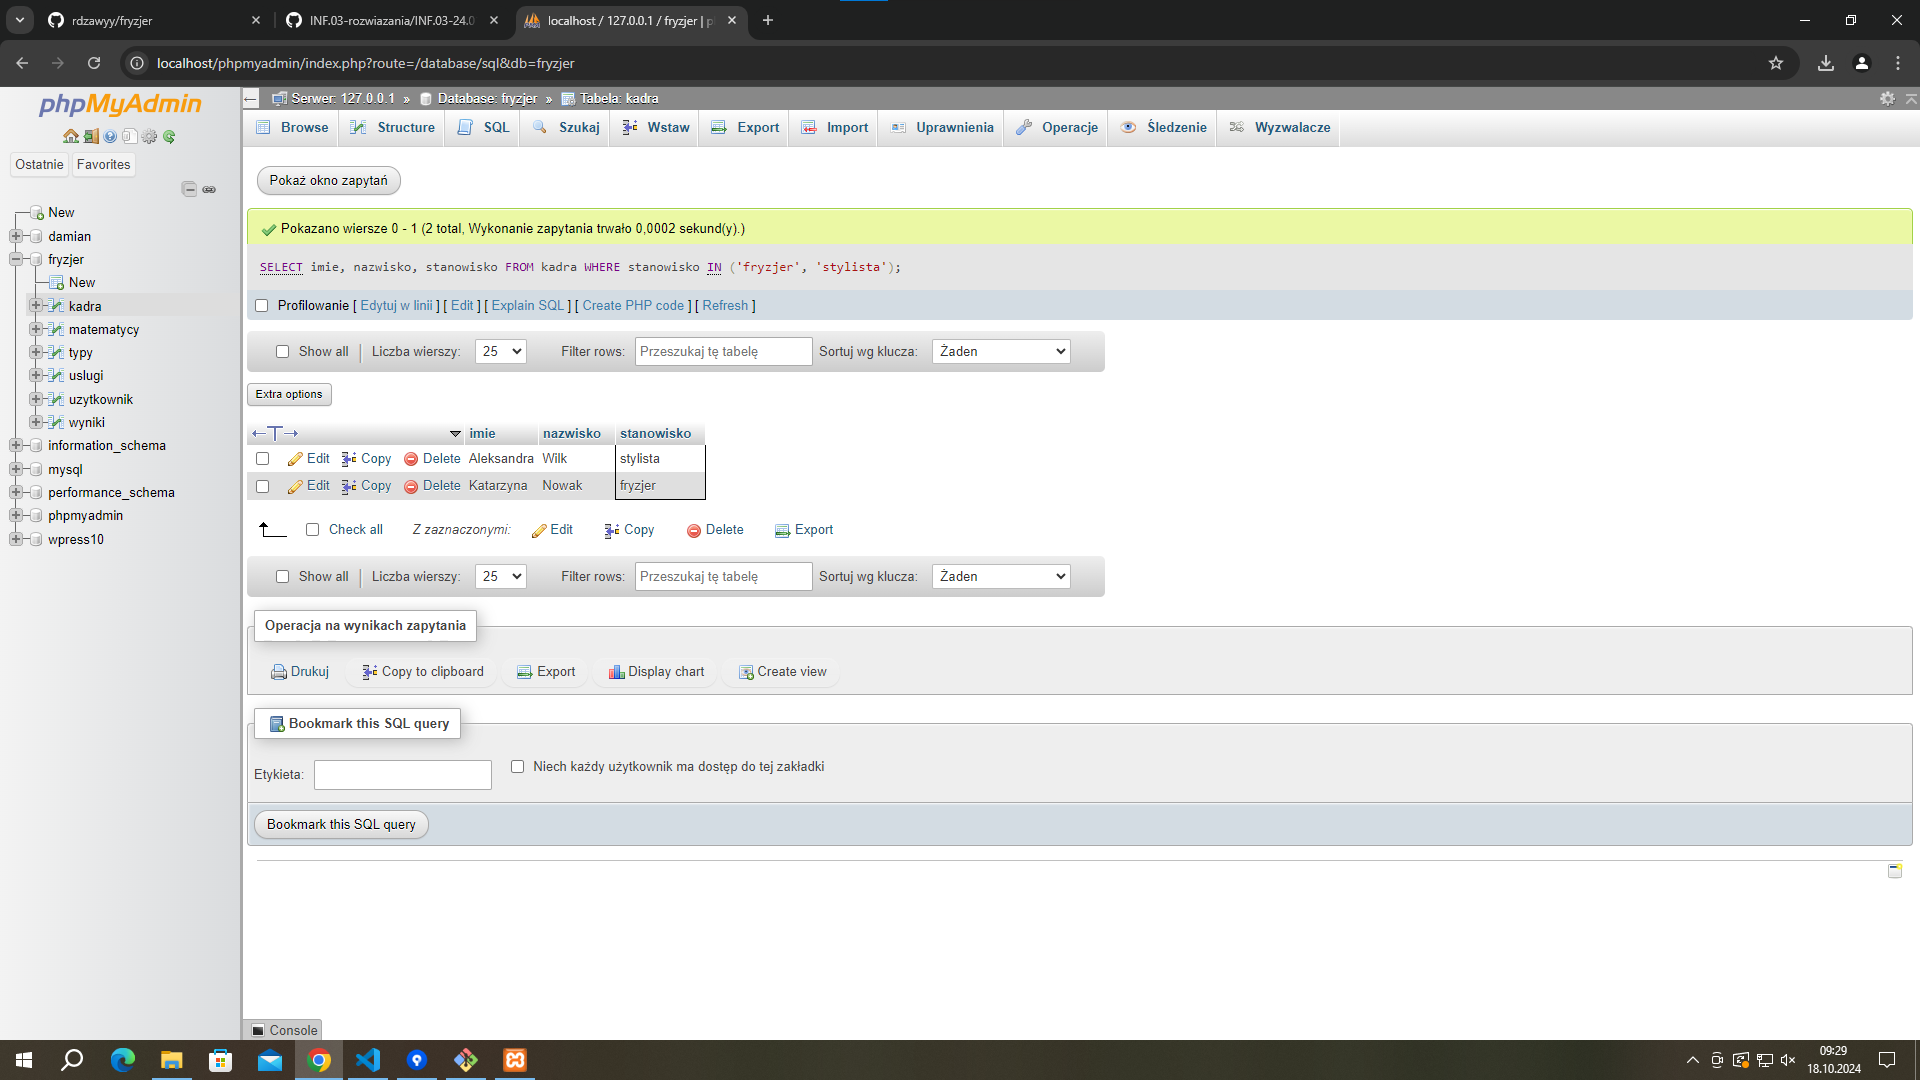 rdzawyy/fryzjer
INF.03-rozwiazania/INF.03-24.0
localhost / 127.0.0.1 / fryzjer | p
localhost/phpmyadmin/index.php?route=/database/sql&db=fryzjer
phpMyAdmin
Ostatnie
Favorites
New
damian
fryzjer
New
kadra
matematycy
typy
uslugi
uzytkownik
wyniki
information_schema
mysql
performance_schema
phpmyadmin
wpress10
Serwer: 127.0.0.1 » Database: fryzjer » Tabela: kadra
Browse Structure SQL Szukaj Wstaw Export Import Uprawnienia Operacje Śledzenie Wyzwalacze
Pokaż okno zapytań
Pokazano wiersze 0 - 1 (2 total, Wykonanie zapytania trwało 0,0002 sekund(y).)
SELECT imie, nazwisko, stanowisko FROM kadra WHERE stanowisko IN ('fryzjer', 'stylista');
Profilowanie [ Edytuj w linii ] [ Edit ] [ Explain SQL ] [ Create PHP code ] [ Refresh ]
Show all | Liczba wierszy: 25 Filter rows: Przeszukaj tę tabelę Sortuj wg klucza: Żaden
Extra options
←T→ imie nazwisko stanowisko
Edit Copy Delete Aleksandra Wilk stylista
Edit Copy Delete Katarzyna Nowak fryzjer
Check all Z zaznaczonymi: Edit Copy Delete Export
Show all | Liczba wierszy: 25 Filter rows: Przeszukaj tę tabelę Sortuj wg klucza: Żaden
Operacja na wynikach zapytania
Drukuj Copy to clipboard Export Display chart Create view
Bookmark this SQL query
Etykieta: Niech każdy użytkownik ma dostęp do tej zakładki
Bookmark this SQL query
Console
09:29
18.10.2024